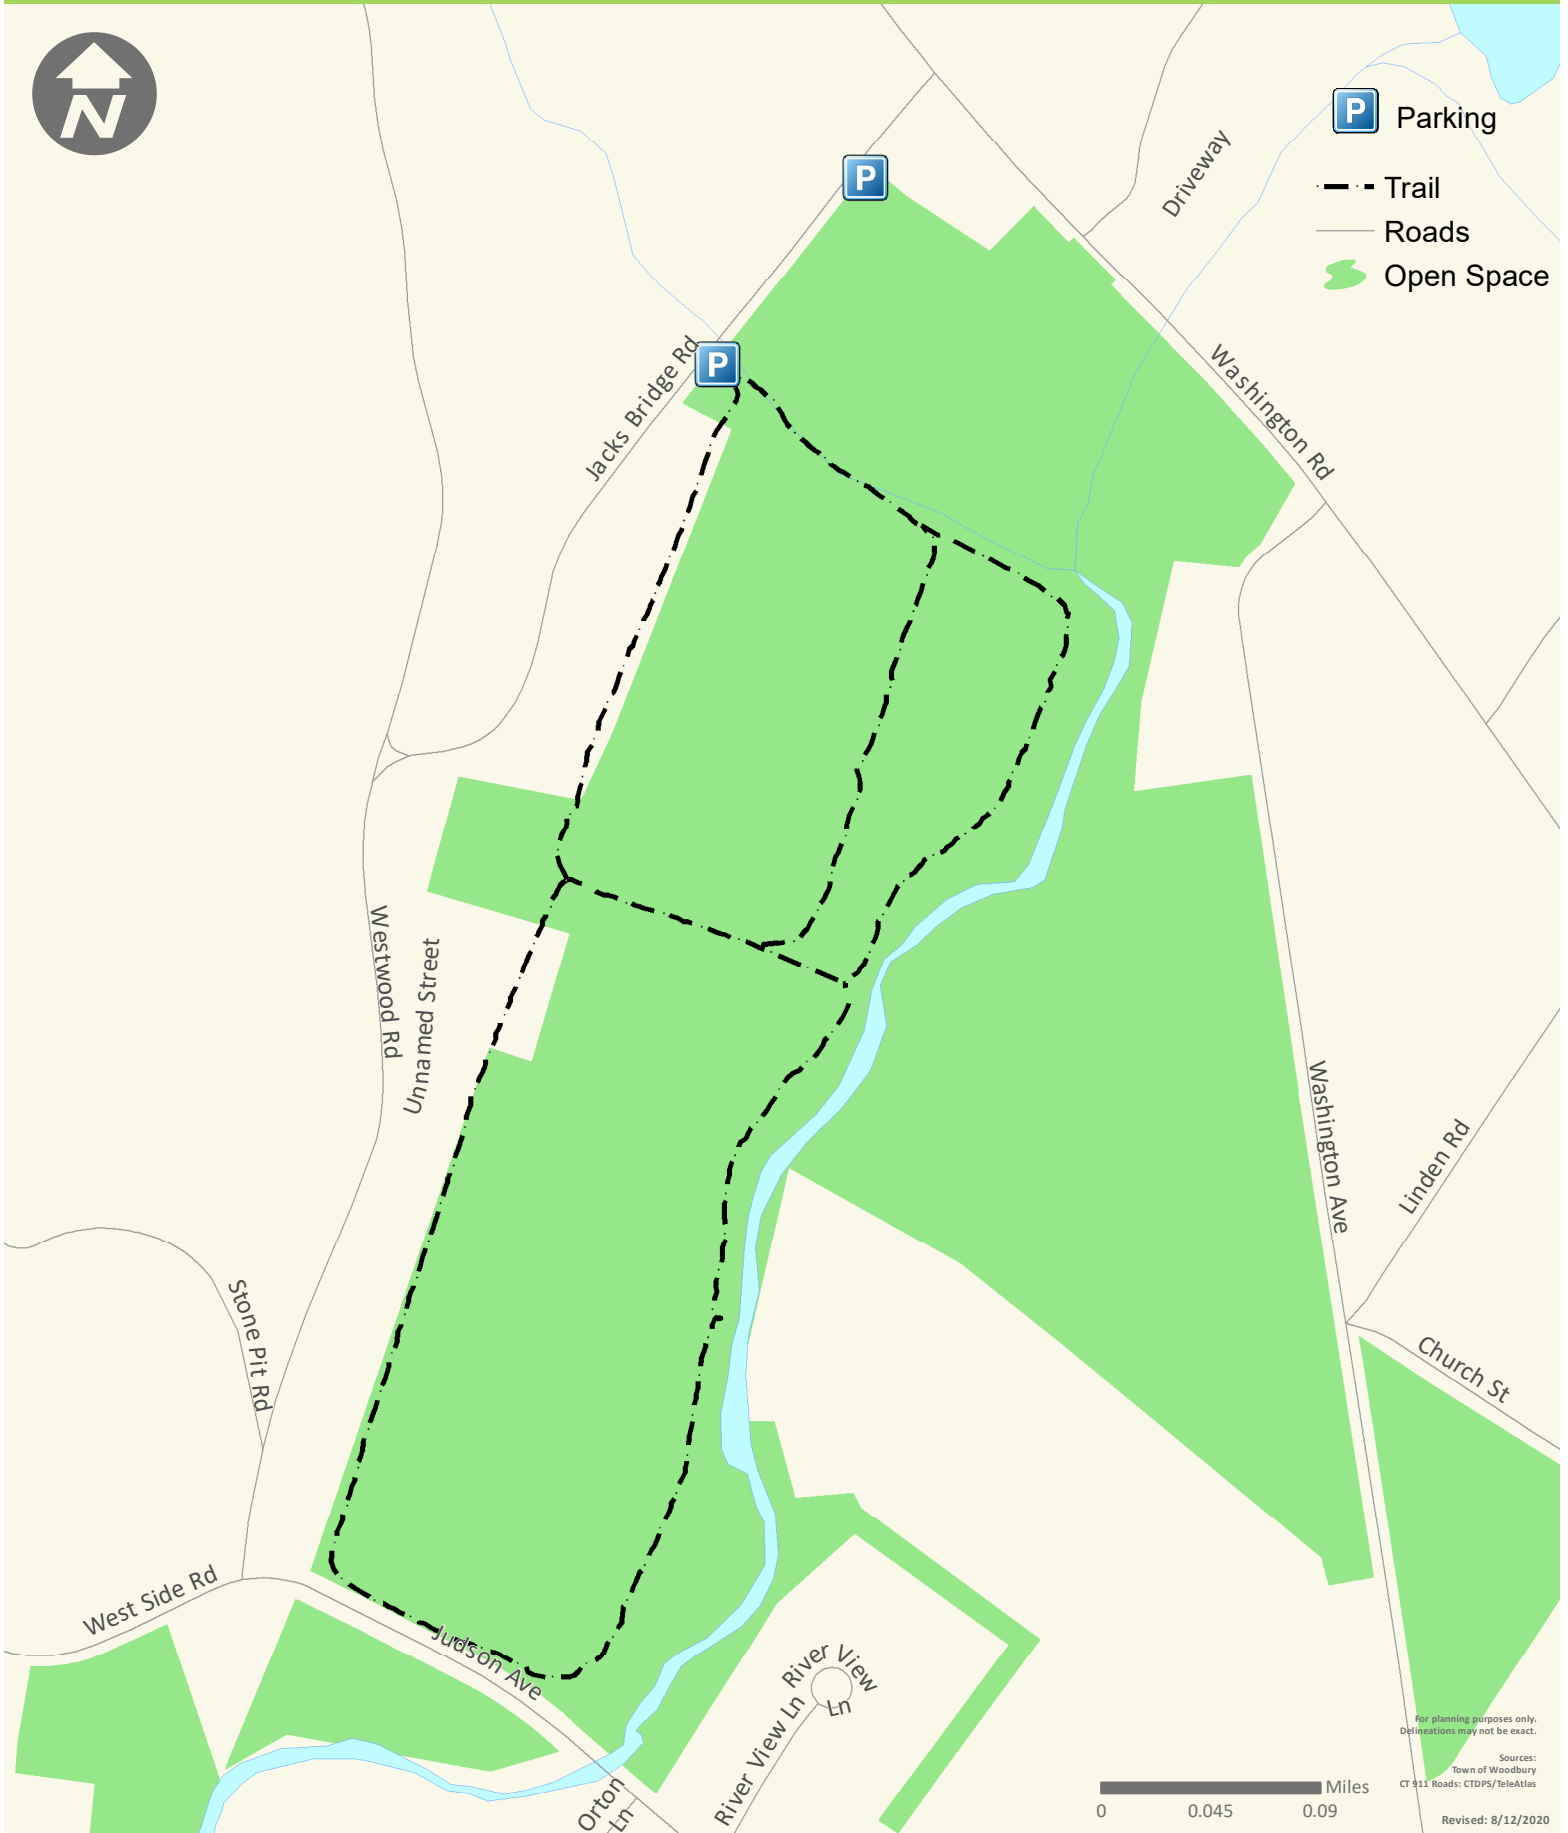 N
P
Parking
Trail
Roads
Open Space
P
P
Driveway
Jacks Bridge Rd
Washington Rd
Westwood Rd
Unnamed Street
Washington Ave
Linden Rd
Stone Pit Rd
Church St
West Side Rd
Judson Ave
River View
Ln
River View Ln
Orton
Ln
For planning purposes only.
Delineations may not be exact.
Sources:
Town of Woodbury
CT 911 Roads: CTDPS/TeleAtlas
Miles
0 0.045 0.09
Revised: 8/12/2020